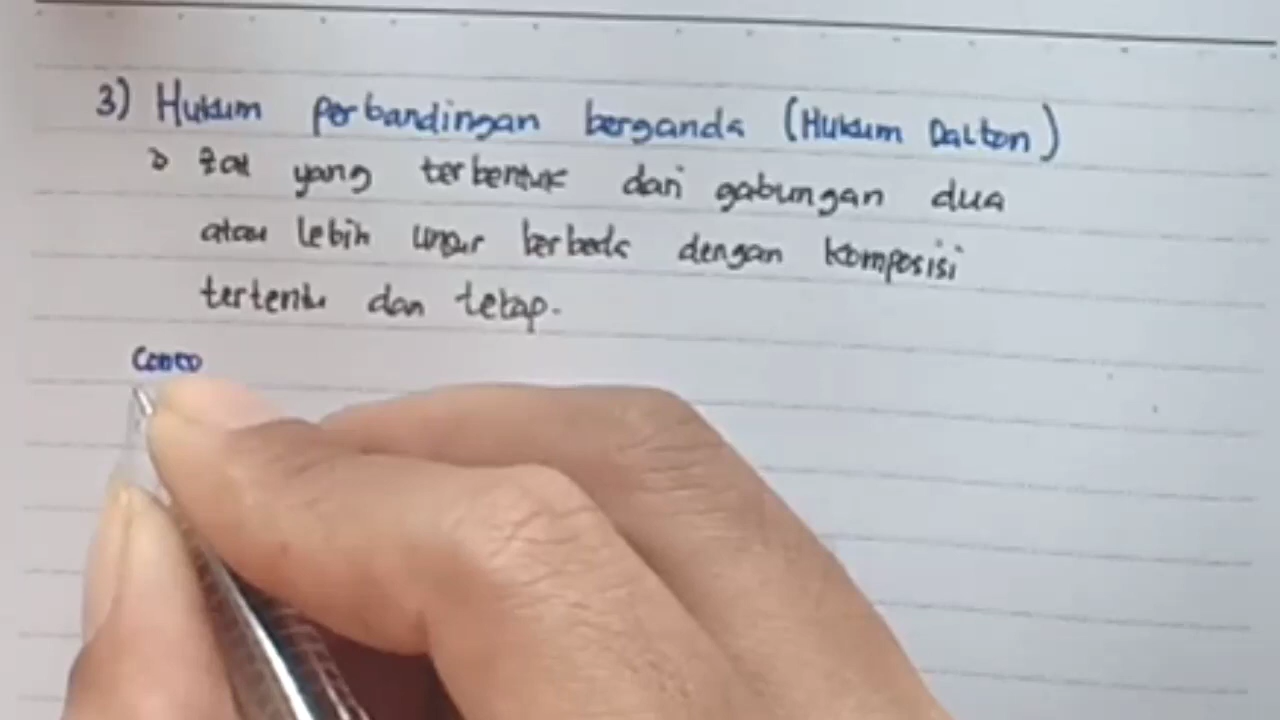 3) Hukum perbandingan berganda (Hukum Dalton)
zat yang terbentuk dari gabungan dua
atau lebih unsur berbeda dengan komposisi
tertentu dan tetap.
Conto